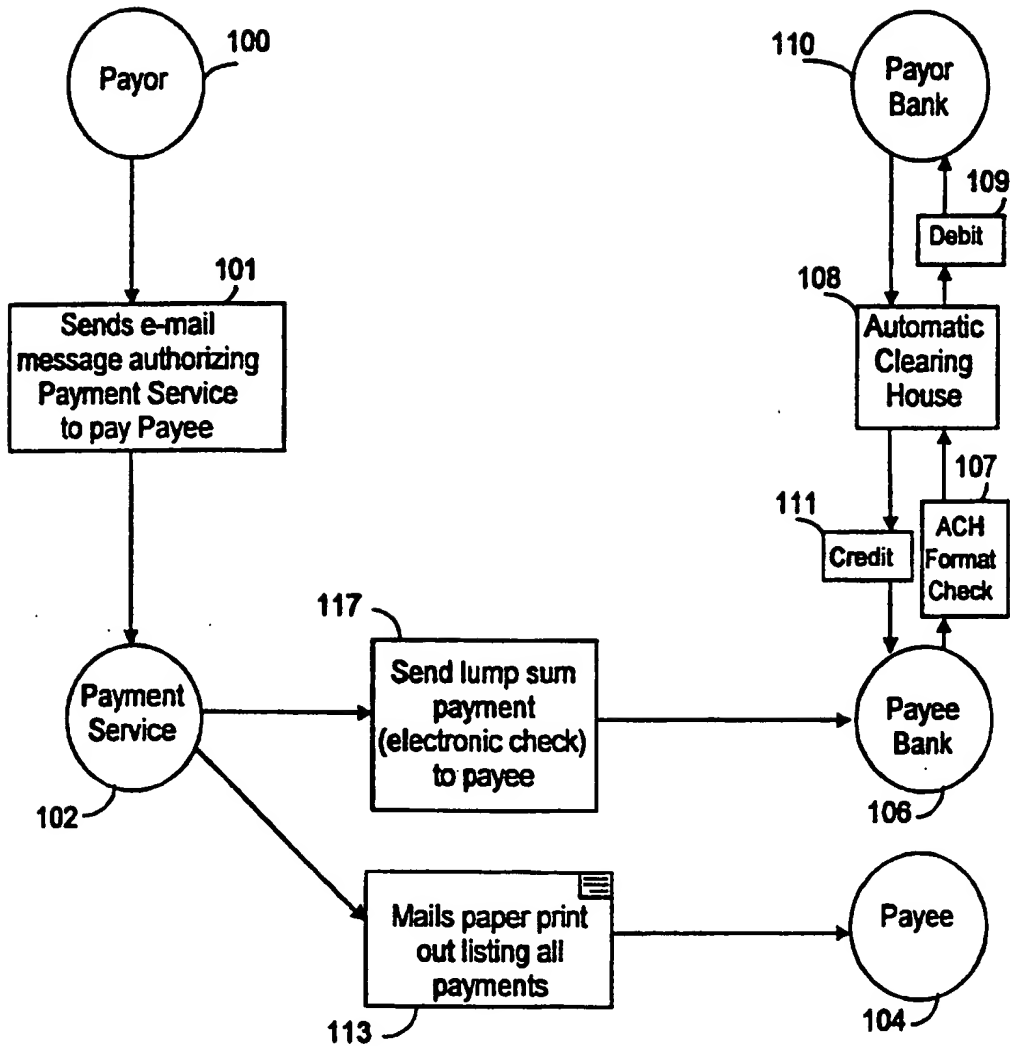 100
Payor
110
Payor
Bank
109
Debit
101
Sends e-mail
message authorizing
Payment Service
to pay Payee
108
Automatic
Clearing
House
107
ACH
Format
Check
111
Credit
117
Send lump sum
payment
(electronic check)
to payee
Payment
Service
102
Payee
Bank
106
Mails paper print
out listing all
payments
113
Payee
104